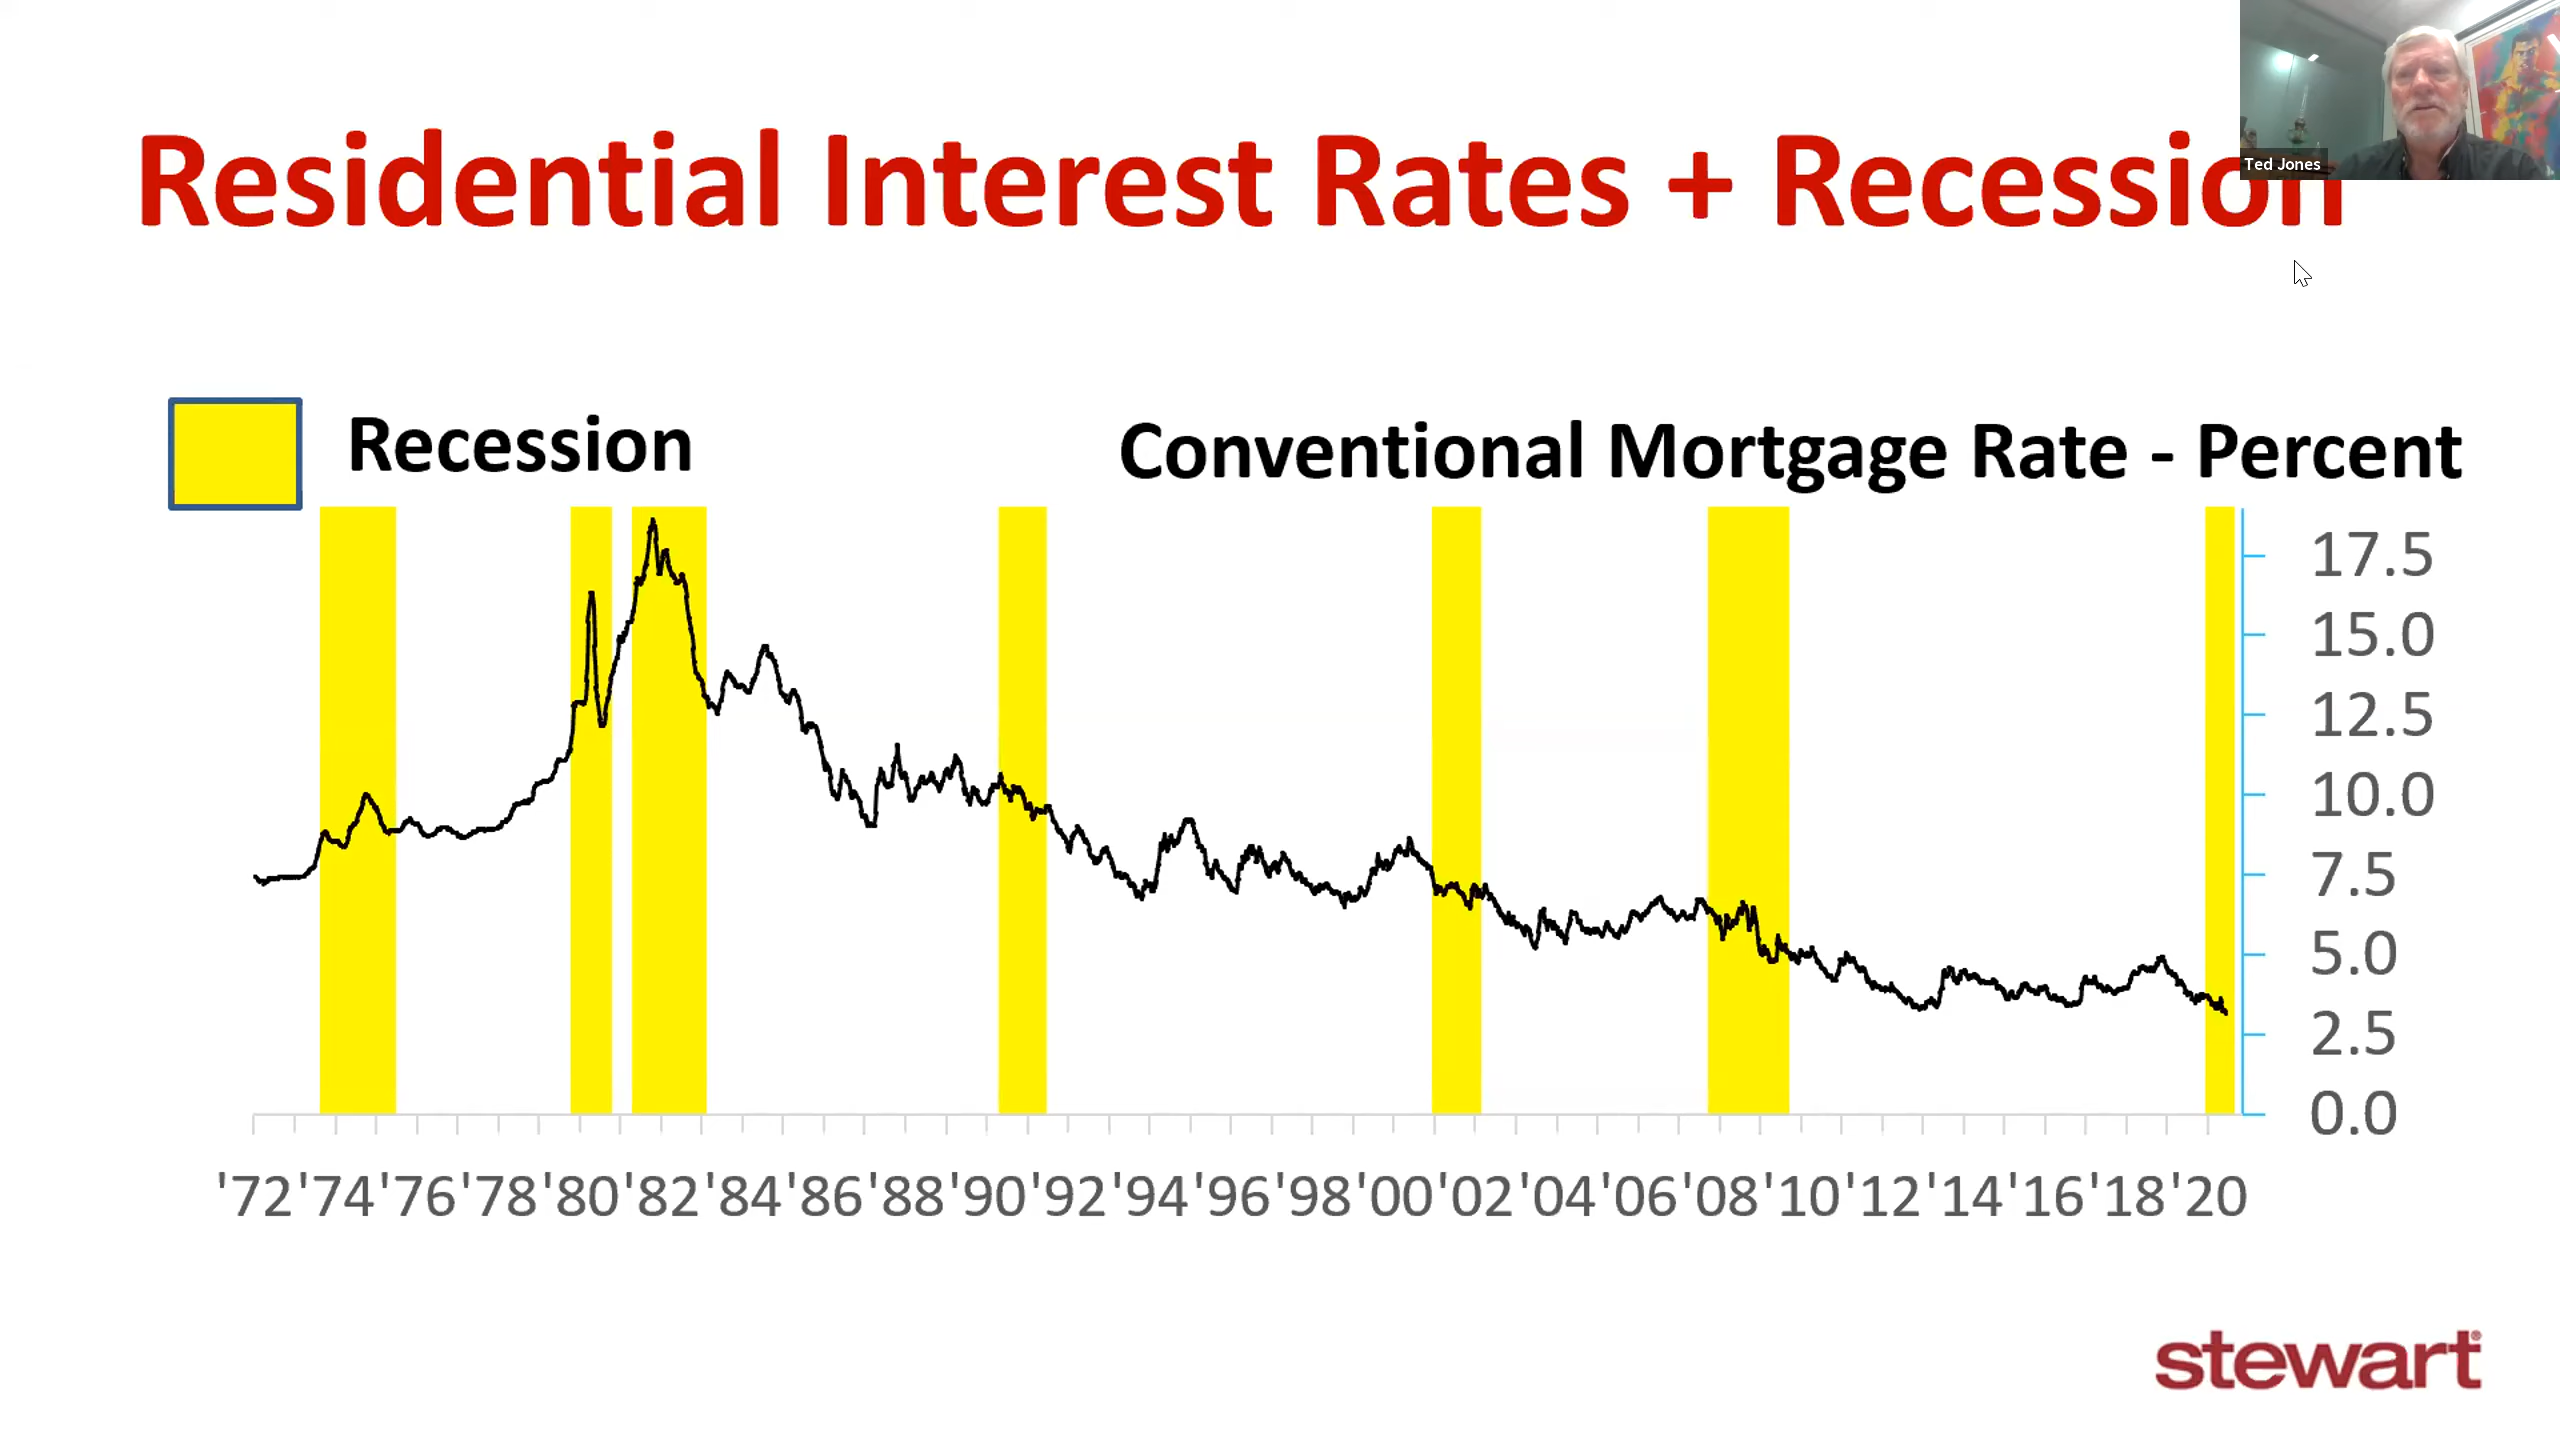 Ted Jones
Residential Interest Rates + Recession
Recession
Conventional Mortgage Rate - Percent
17.5
15.0
12.5
10.0
7.5
5.0
2.5
0.0
'72 '74 '76 '78 '80 '82 '84 '86 '88 '90 '92 '94 '96 '98 '00 '02 '04 '06 '08 '10 '12 '14 '16 '18 '20
stewart®